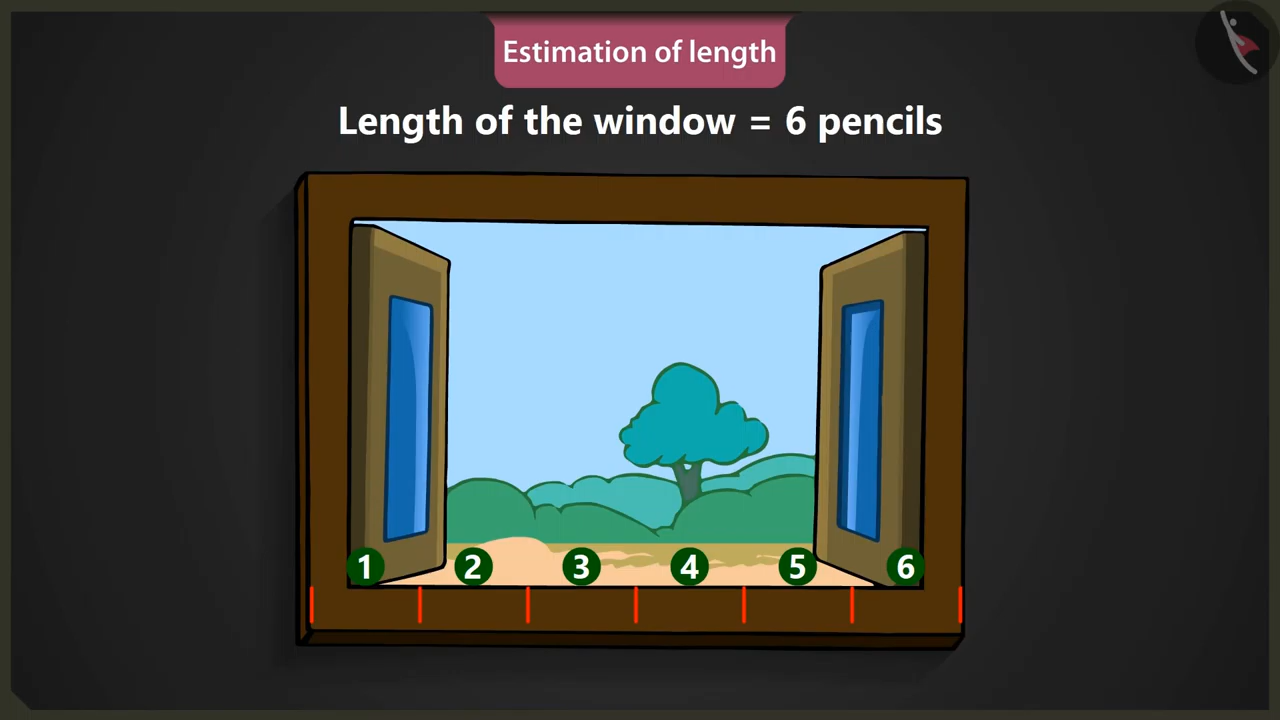 Estimation of length
Length of the window = 6 pencils
1 2 3 4 5 6